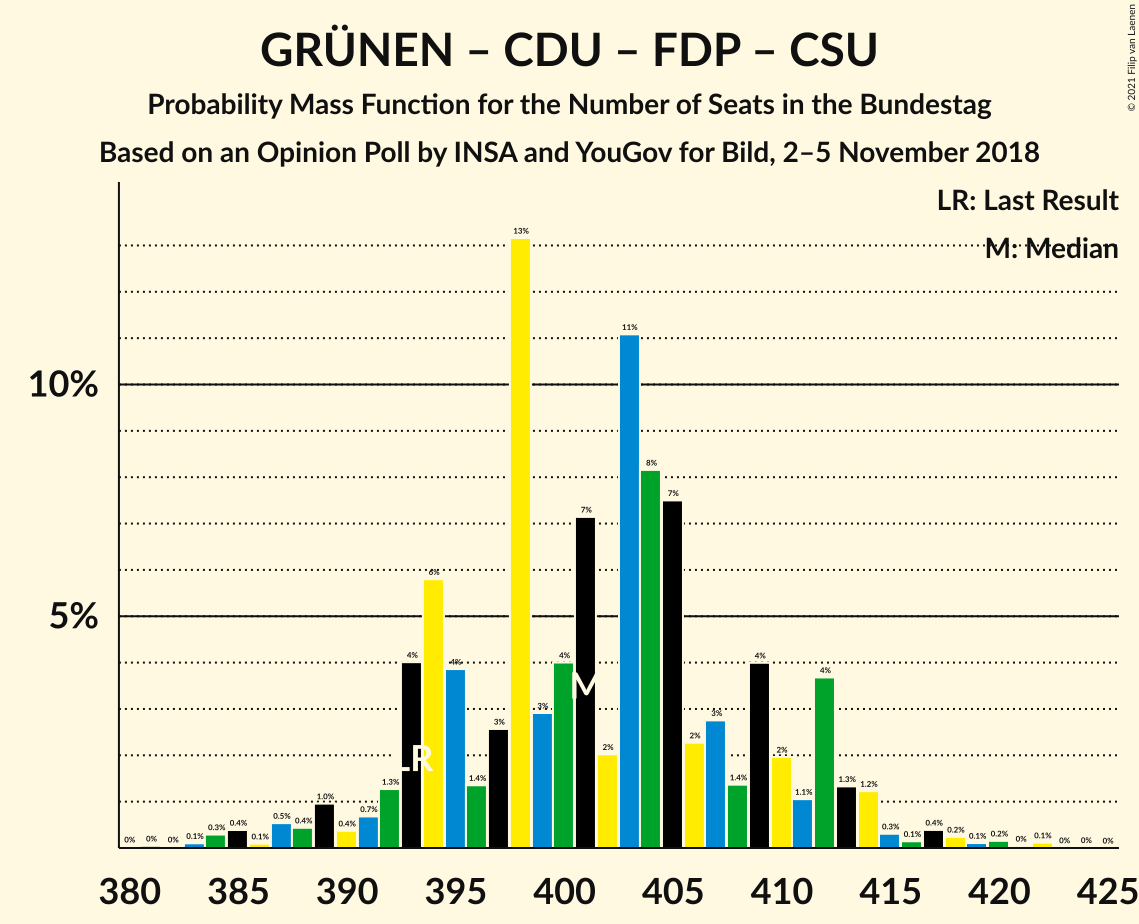 GRÜNEN – CDU – FDP – CSU
Probability Mass Function for the Number of Seats in the Bundestag
Based on an Opinion Poll by INSA and YouGov for Bild, 2–5 November 2018
© 2021 Filip van Laenen
LR: Last Result
M: Median
10%
5%
0% 0% 0% 0.1% 0.3% 0.4% 0.1% 0.5% 0.4% 1.0% 0.4% 0.7% 1.3% 4% 6% 4% 1.4% 3% 13% 3% 4% 7% 2% 11% 8% 7% 2% 3% 1.4% 4% 2% 1.1% 4% 1.3% 1.2% 0.3% 0.1% 0.4% 0.2% 0.1% 0.2% 0% 0.1% 0% 0% 0%
LR
M
380 385 390 395 400 405 410 415 420 425